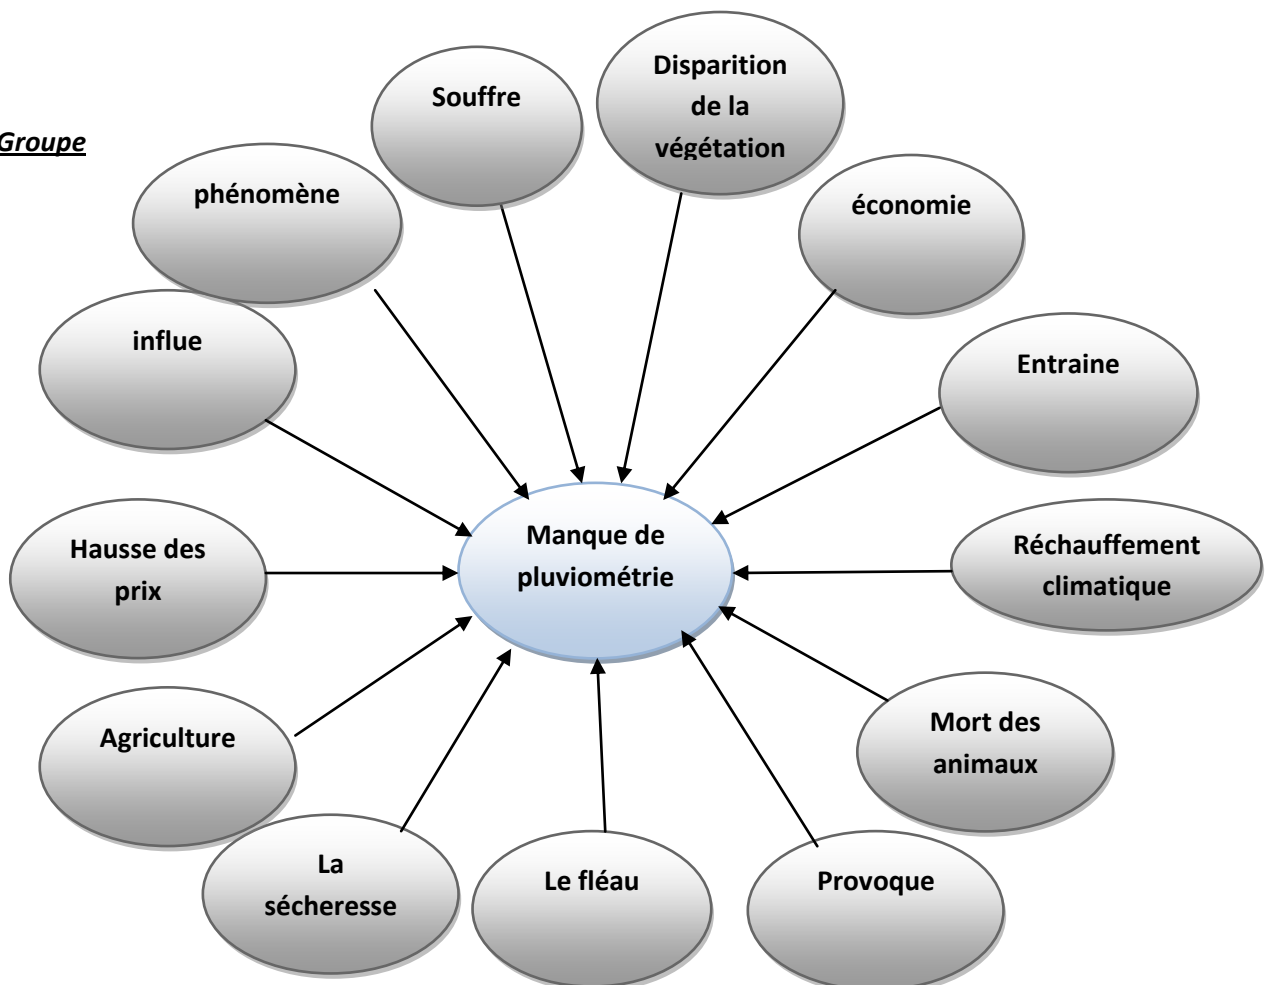 Disparition
de la
végétation
Souffre
Groupe
phénomène
économie
influe
Entraine
Manque de
pluviométrie
Hausse des
prix
Réchauffement
climatique
Agriculture
Mort des
animaux
La
sécheresse
Le fléau
Provoque